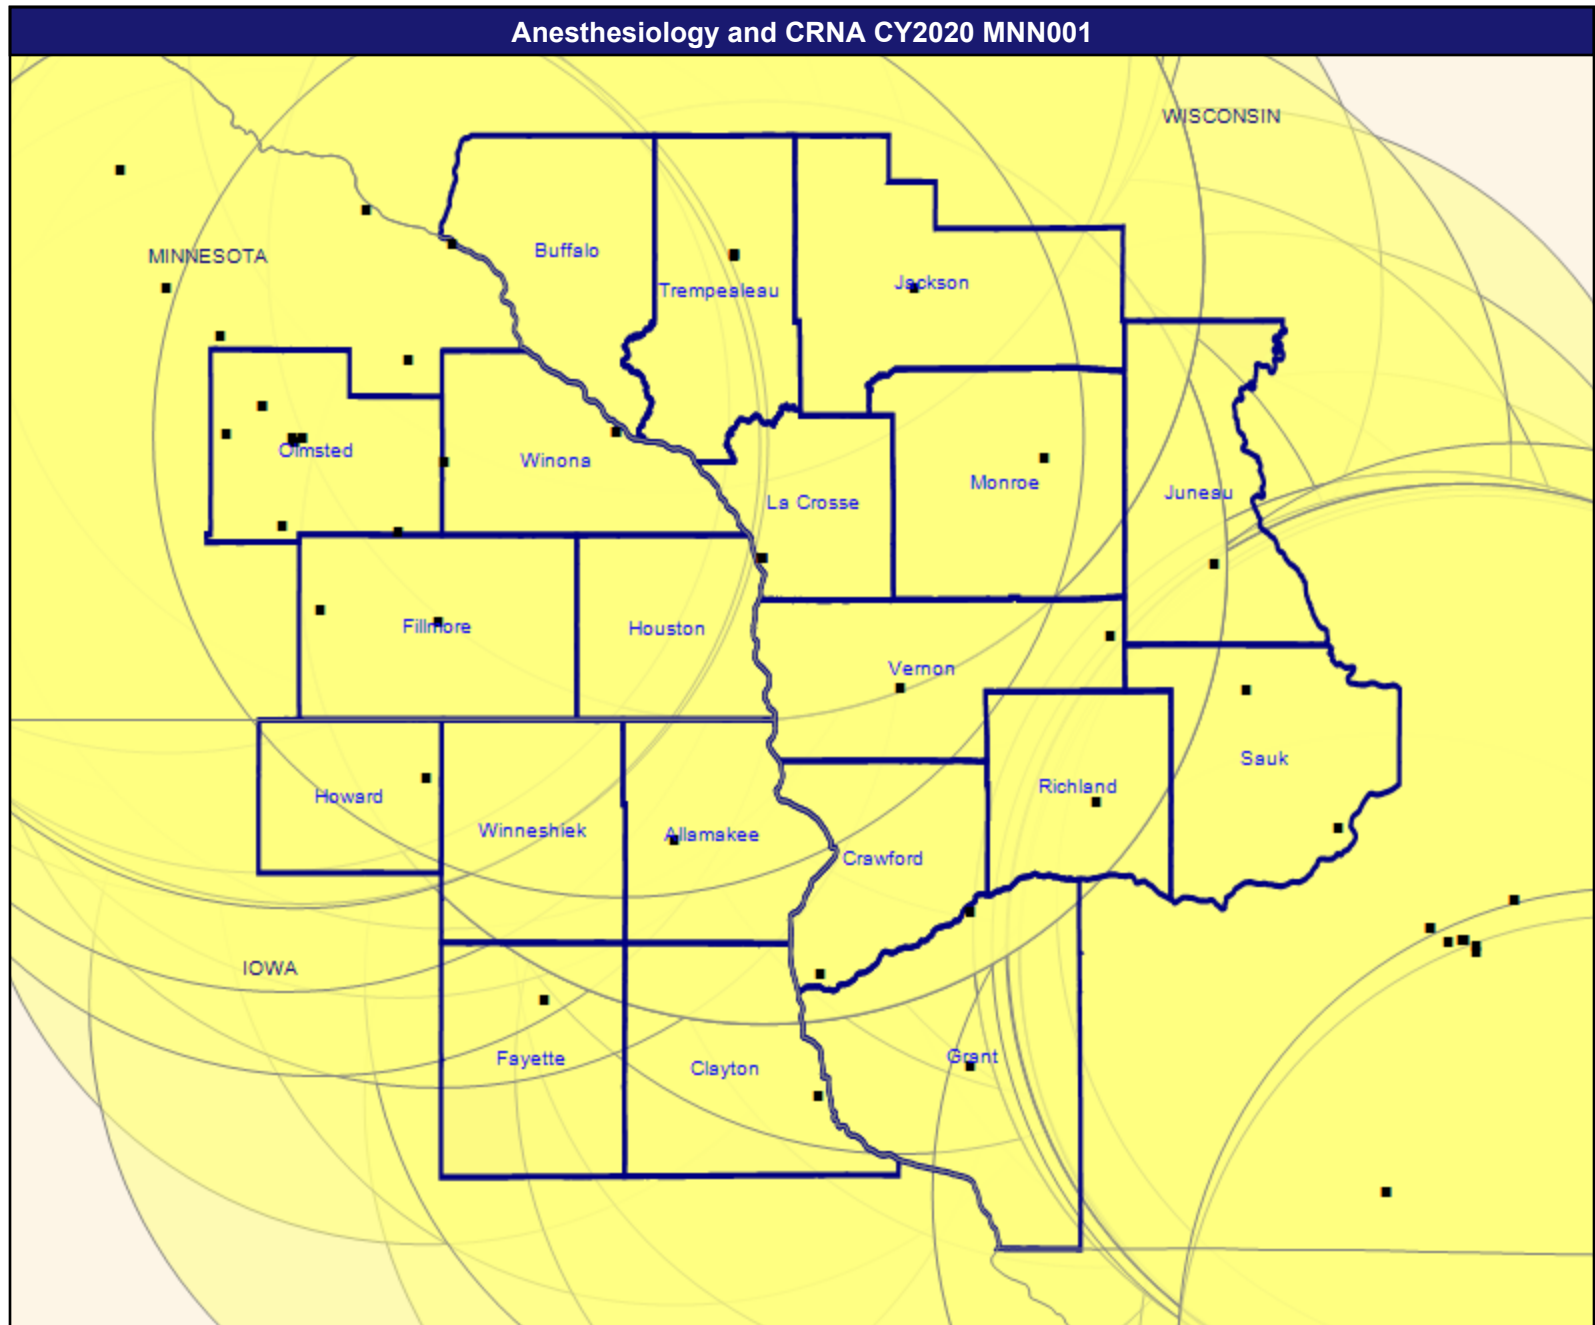 Anesthesiology and CRNA CY2020 MNN001
WISCONSIN
MINNESOTA
Buffalo
Trempealeau
Jackson
Olmsted
Winona
La Crosse
Monroe
Juneau
Fillmore
Houston
Vernon
Sauk
Richland
Howard
Winneshiek
Allamakee
Crawford
IOWA
Fayette
Clayton
Grant